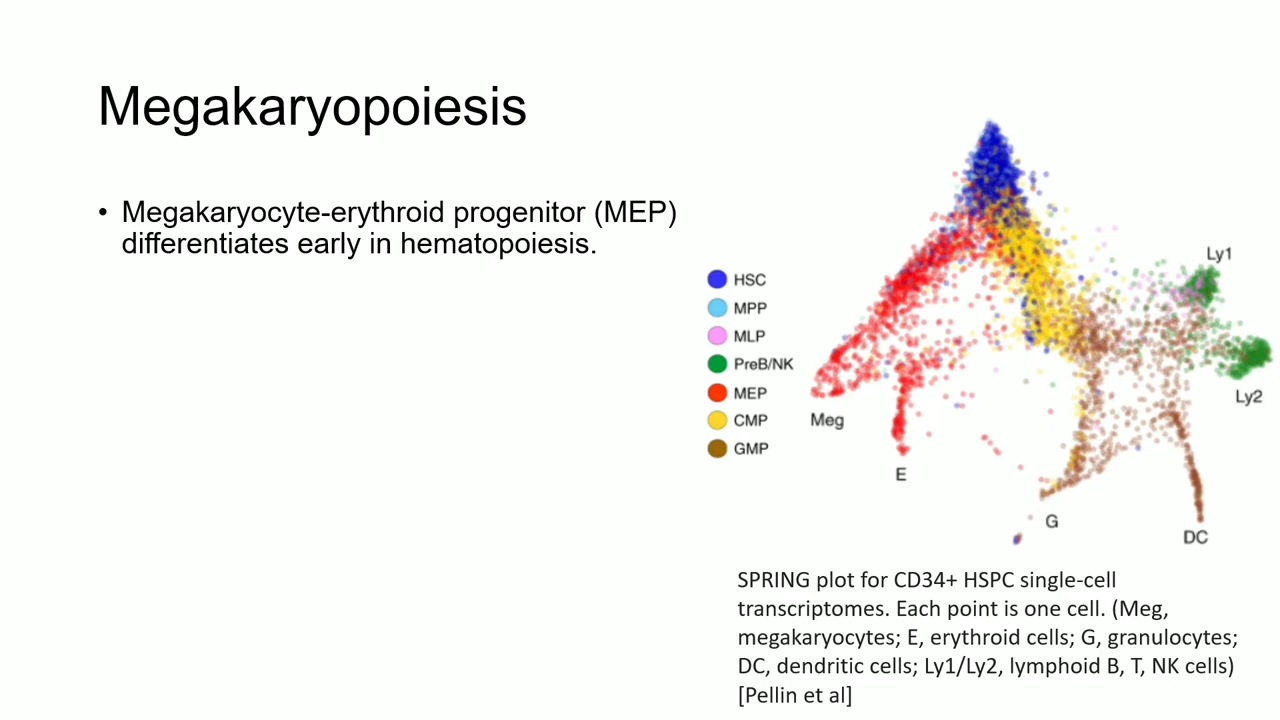 Megakaryopoiesis
• Megakaryocyte-erythroid progenitor (MEP)
differentiates early in hematopoiesis.
HSC
MPP
MLP
PreB/NK
MEP
CMP
GMP
Ly1
Ly2
Meg
E
G
DC
SPRING plot for CD34+ HSPC single-cell
transcriptomes. Each point is one cell. (Meg,
megakaryocytes; E, erythroid cells; G, granulocytes;
DC, dendritic cells; Ly1/Ly2, lymphoid B, T, NK cells)
[Pellin et al]